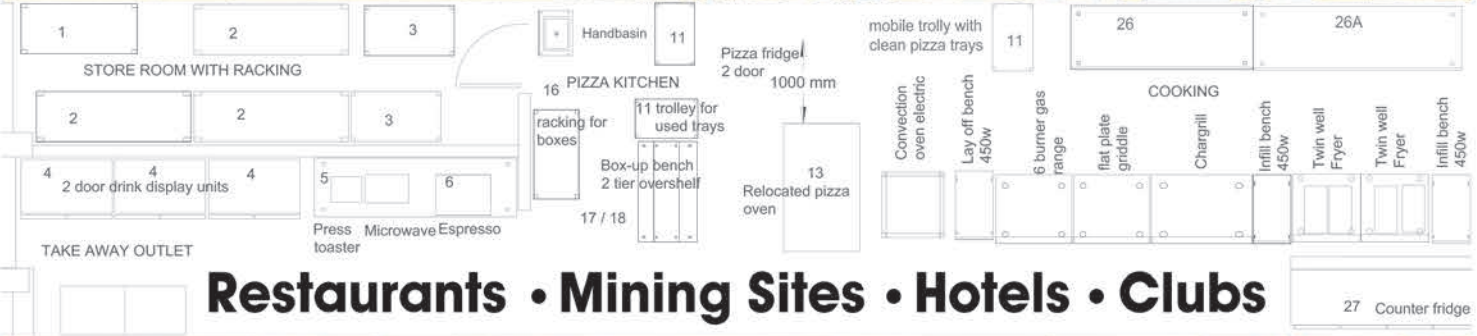 1
2
3
STORE ROOM WITH RACKING
2
2
3
4
4
4
2 door drink display units
5
6
Press
toaster
Microwave
Espresso
TAKE AWAY OUTLET
Handbasin
11
PIZZA KITCHEN
16
racking for
boxes
11 trolley for
used trays
Box-up bench
2 tier overshelf
17 / 18
Pizza fridge
2 door
1000 mm
13
Relocated pizza
oven
mobile trolly with
clean pizza trays
11
26
26A
COOKING
Convection
oven electric
Lay off bench
450w
6 burner gas
range
flat plate
griddle
Chargrill
Infill bench
450w
Twin well
Fryer
Twin well
Fryer
Infill bench
450w
27 Counter fridge
Restaurants • Mining Sites • Hotels • Clubs